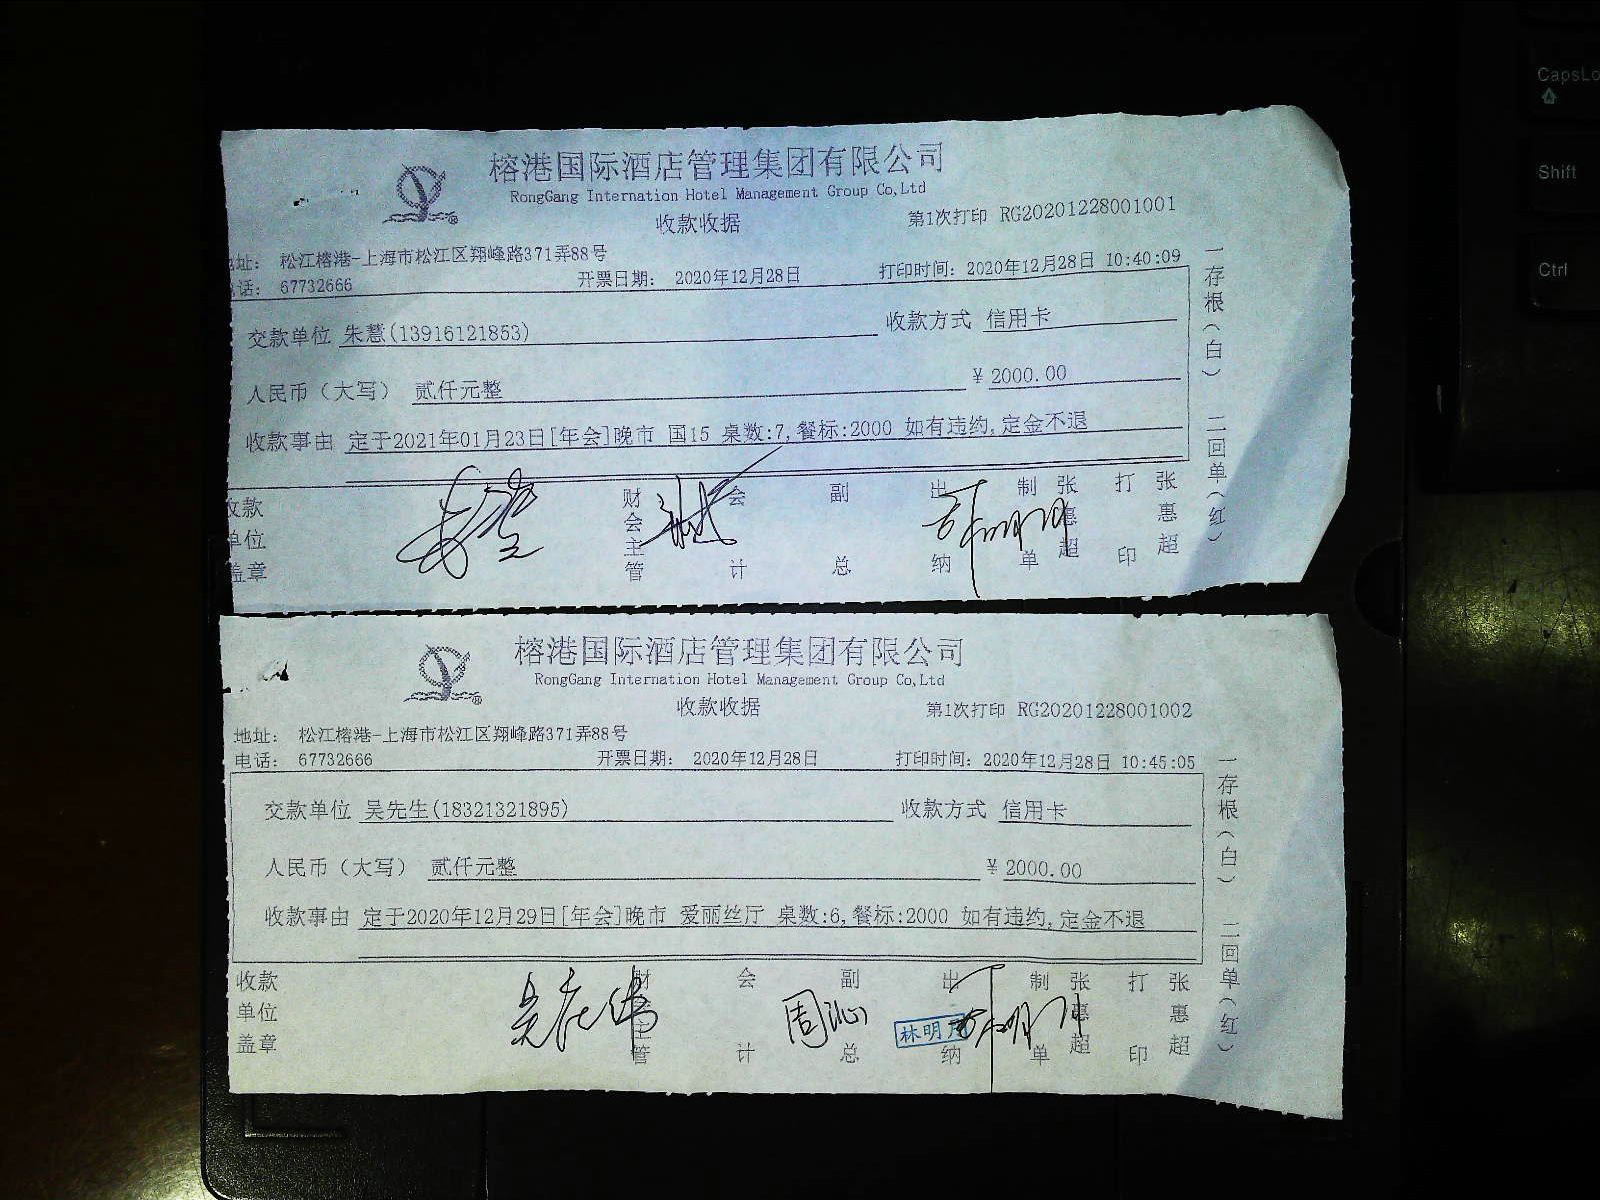 榕港国际酒店管理集团有限公司
RongGang Internation Hotel Management Group Co,Ltd
收款收据
第1次打印 RG20201228001001
地址: 松江榕港-上海市松江区翔峰路371弄88号
电话: 67732666 开票日期: 2020年12月28日 打印时间: 2020年12月28日 10:40:09
交款单位 朱慧(13916121853) 收款方式 信用卡
人民币(大写) 贰仟元整 ¥ 2000.00
收款事由 定于2021年01月23日[年会]晚市 国15 桌数:7,餐标:2000 如有违约,定金不退
收款单位盖章 财会主管 会计 副总 出纳 制单 张惠超 打印 张惠超
一存根(白) 二回单(红)
榕港国际酒店管理集团有限公司
RongGang Internation Hotel Management Group Co,Ltd
收款收据
第1次打印 RG20201228001002
地址: 松江榕港-上海市松江区翔峰路371弄88号
电话: 67732666 开票日期: 2020年12月28日 打印时间: 2020年12月28日 10:45:05
交款单位 吴先生(18321321895) 收款方式 信用卡
人民币(大写) 贰仟元整 ¥ 2000.00
收款事由 定于2020年12月29日[年会]晚市 爱丽丝厅 桌数:6,餐标:2000 如有违约,定金不退
收款单位盖章 财会主管 会计 副总 周沁 出纳 林明月 制单 张惠超 打印 张惠超
一存根(白) 二回单(红)
CapsLo
Shift
Ctrl